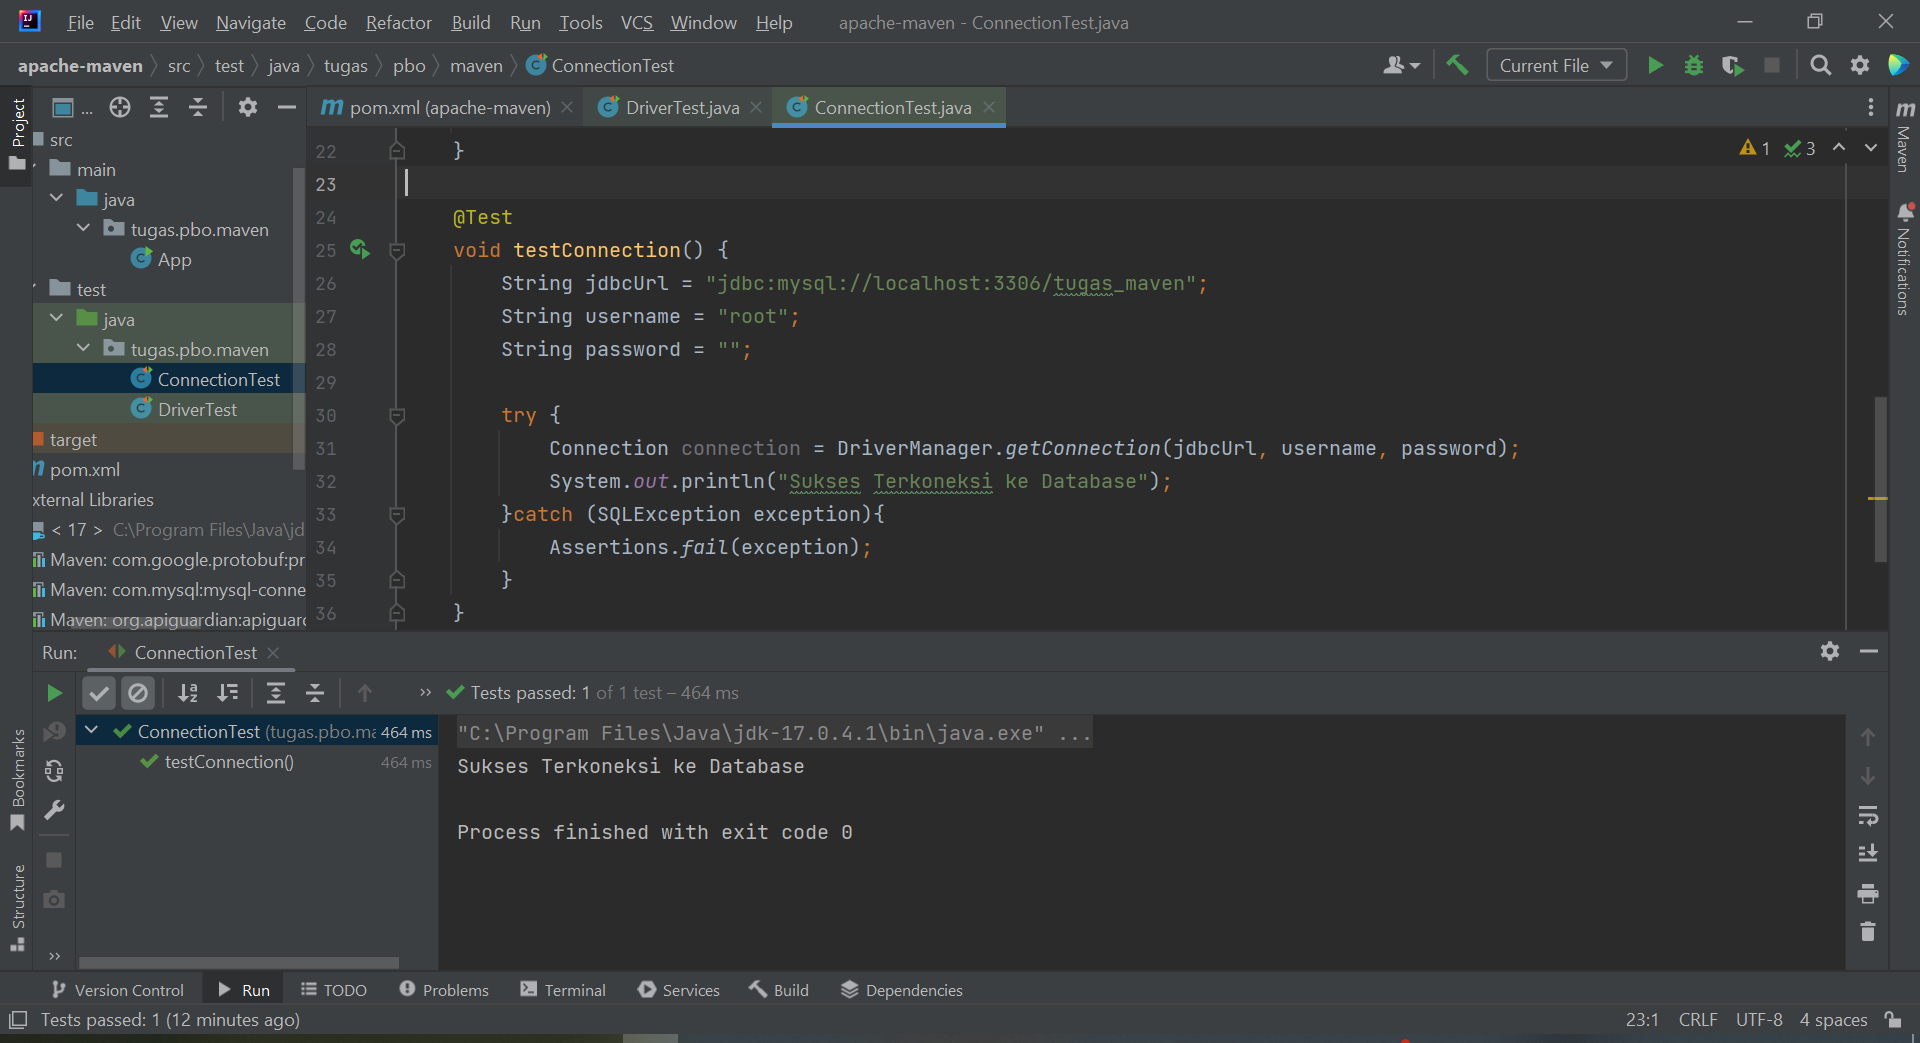 File Edit View Navigate Code Refactor Build Run Tools VCS Window Help apache-maven - ConnectionTest.java
apache-maven src test java tugas pbo maven ConnectionTest Current File
Project
... pom.xml (apache-maven) DriverTest.java ConnectionTest.java
src
main
java
tugas.pbo.maven
App
test
java
tugas.pbo.maven
ConnectionTest
DriverTest
target
pom.xml
xternal Libraries
< 17 > C:\Program Files\Java\jd
Maven: com.google.protobuf:pr
Maven: com.mysql:mysql-conne
Maven: org.apiguardian:apiguard
1 3
22 }
23
24 @Test
25 void testConnection() {
26 String jdbcUrl = "jdbc:mysql://localhost:3306/tugas_maven";
27 String username = "root";
28 String password = "";
29
30 try {
31 Connection connection = DriverManager.getConnection(jdbcUrl, username, password);
32 System.out.println("Sukses Terkoneksi ke Database");
33 }catch (SQLException exception){
34 Assertions.fail(exception);
35 }
36 }
Maven
Notifications
Run: ConnectionTest
Tests passed: 1 of 1 test – 464 ms
ConnectionTest (tugas.pbo.ma 464 ms
testConnection() 464 ms
"C:\Program Files\Java\jdk-17.0.4.1\bin\java.exe" ...
Sukses Terkoneksi ke Database
Process finished with exit code 0
Bookmarks
Structure
Version Control Run TODO Problems Terminal Services Build Dependencies
Tests passed: 1 (12 minutes ago) 23:1 CRLF UTF-8 4 spaces